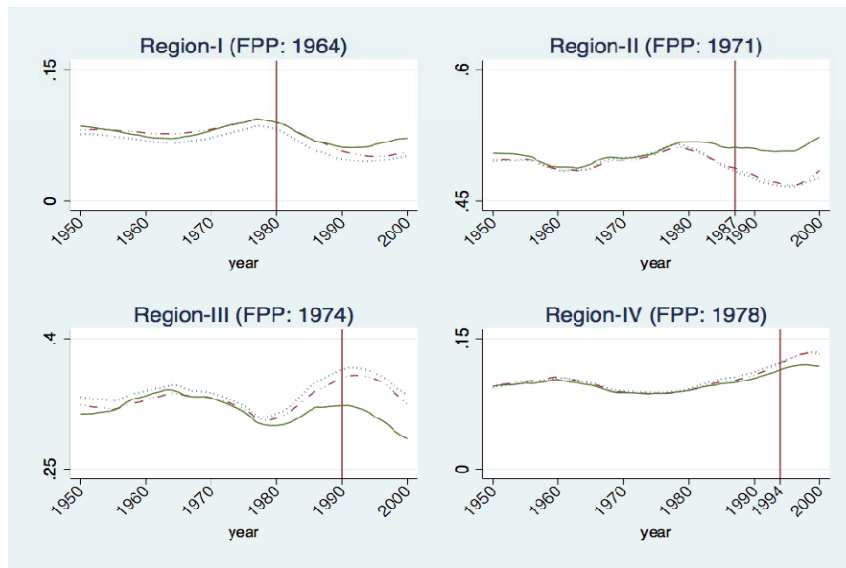 Region-I (FPP: 1964)
.15
0
1950 1960 1970 1980 1990 2000
year
Region-II (FPP: 1971)
.6
.45
1950 1960 1970 1980 1987 1990 2000
year
Region-III (FPP: 1974)
.4
.25
1950 1960 1970 1980 1990 2000
year
Region-IV (FPP: 1978)
.15
0
1950 1960 1970 1980 1990 1994 2000
year